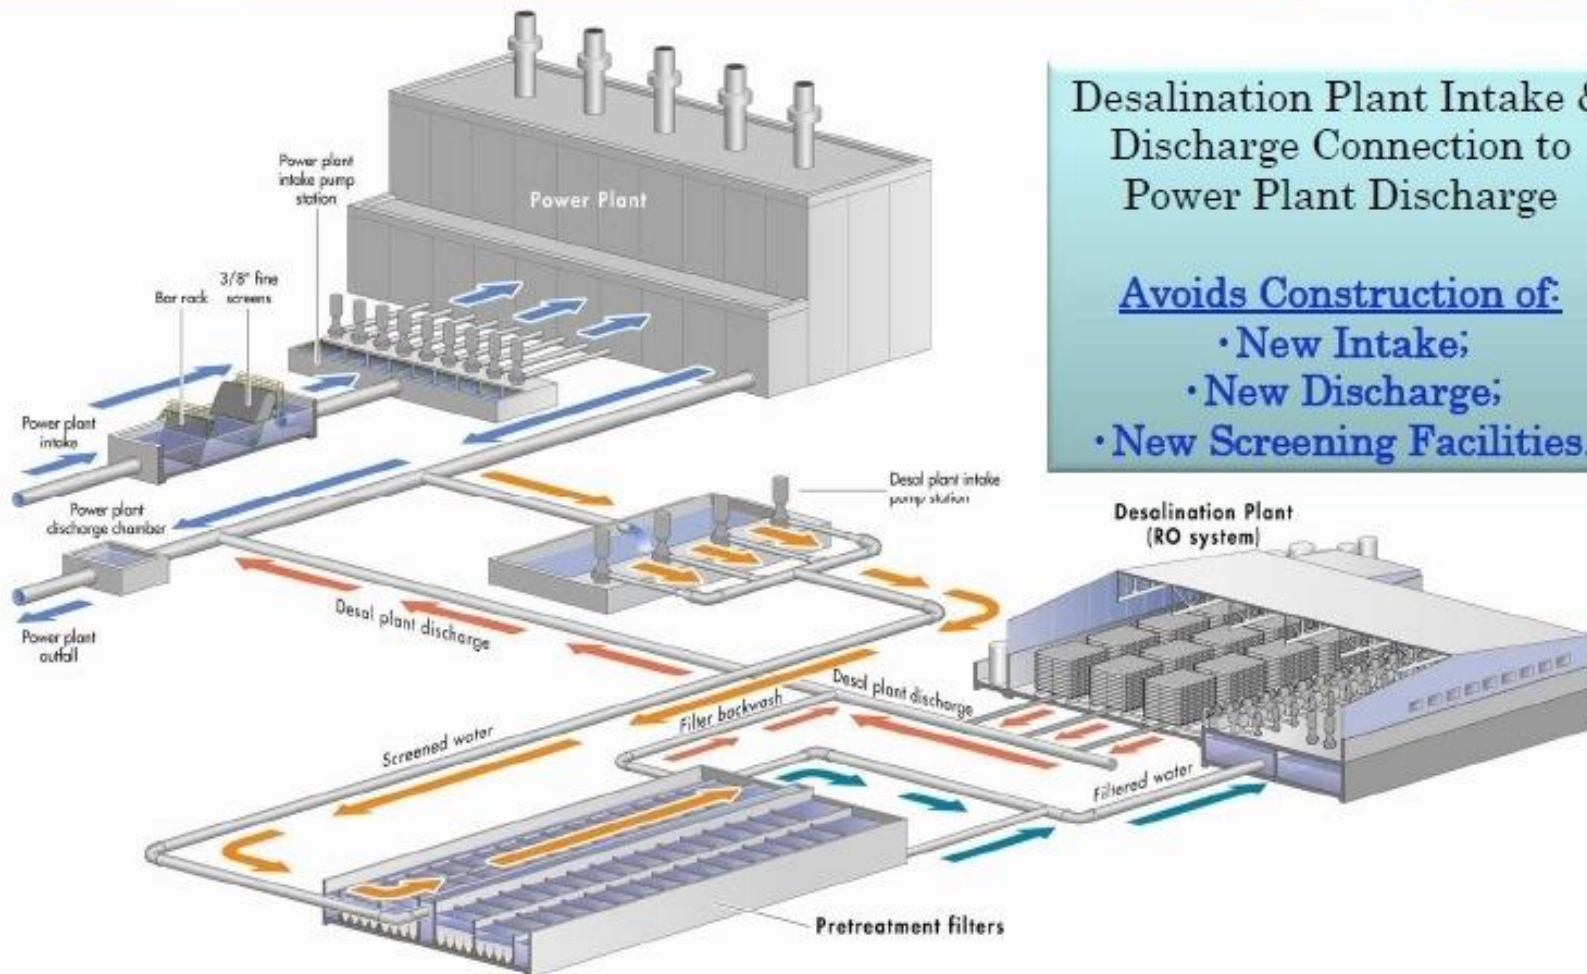 Desalination Plant Intake &
Discharge Connection to
Power Plant Discharge
Avoids Construction of:
•New Intake;
•New Discharge;
•New Screening Facilities.
Power plant
intake pump
station
Power Plant
3/8" fine
screens
Bar rack
Power plant
intake
Power plant
discharge chamber
Power plant
outfall
Desal plant intake
pump station
Desalination Plant
(RO system)
Desal plant discharge
Desal plant discharge
Filter backwash
Screened water
Filtered water
Pretreatment filters